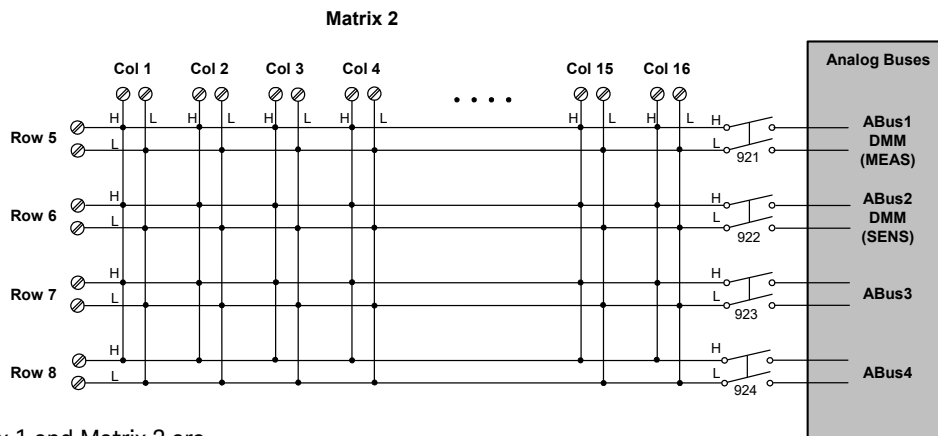 Matrix 2
Analog Buses
Col 1 Col 2 Col 3 Col 4 Col 15 Col 16
. . . .
H L H L H L H L H L H L H
Row 5
L L
921
ABus1
DMM
(MEAS)
H H
Row 6
L L
922
ABus2
DMM
(SENS)
H H
Row 7
L L
923
ABus3
H H
Row 8
L L
924
ABus4